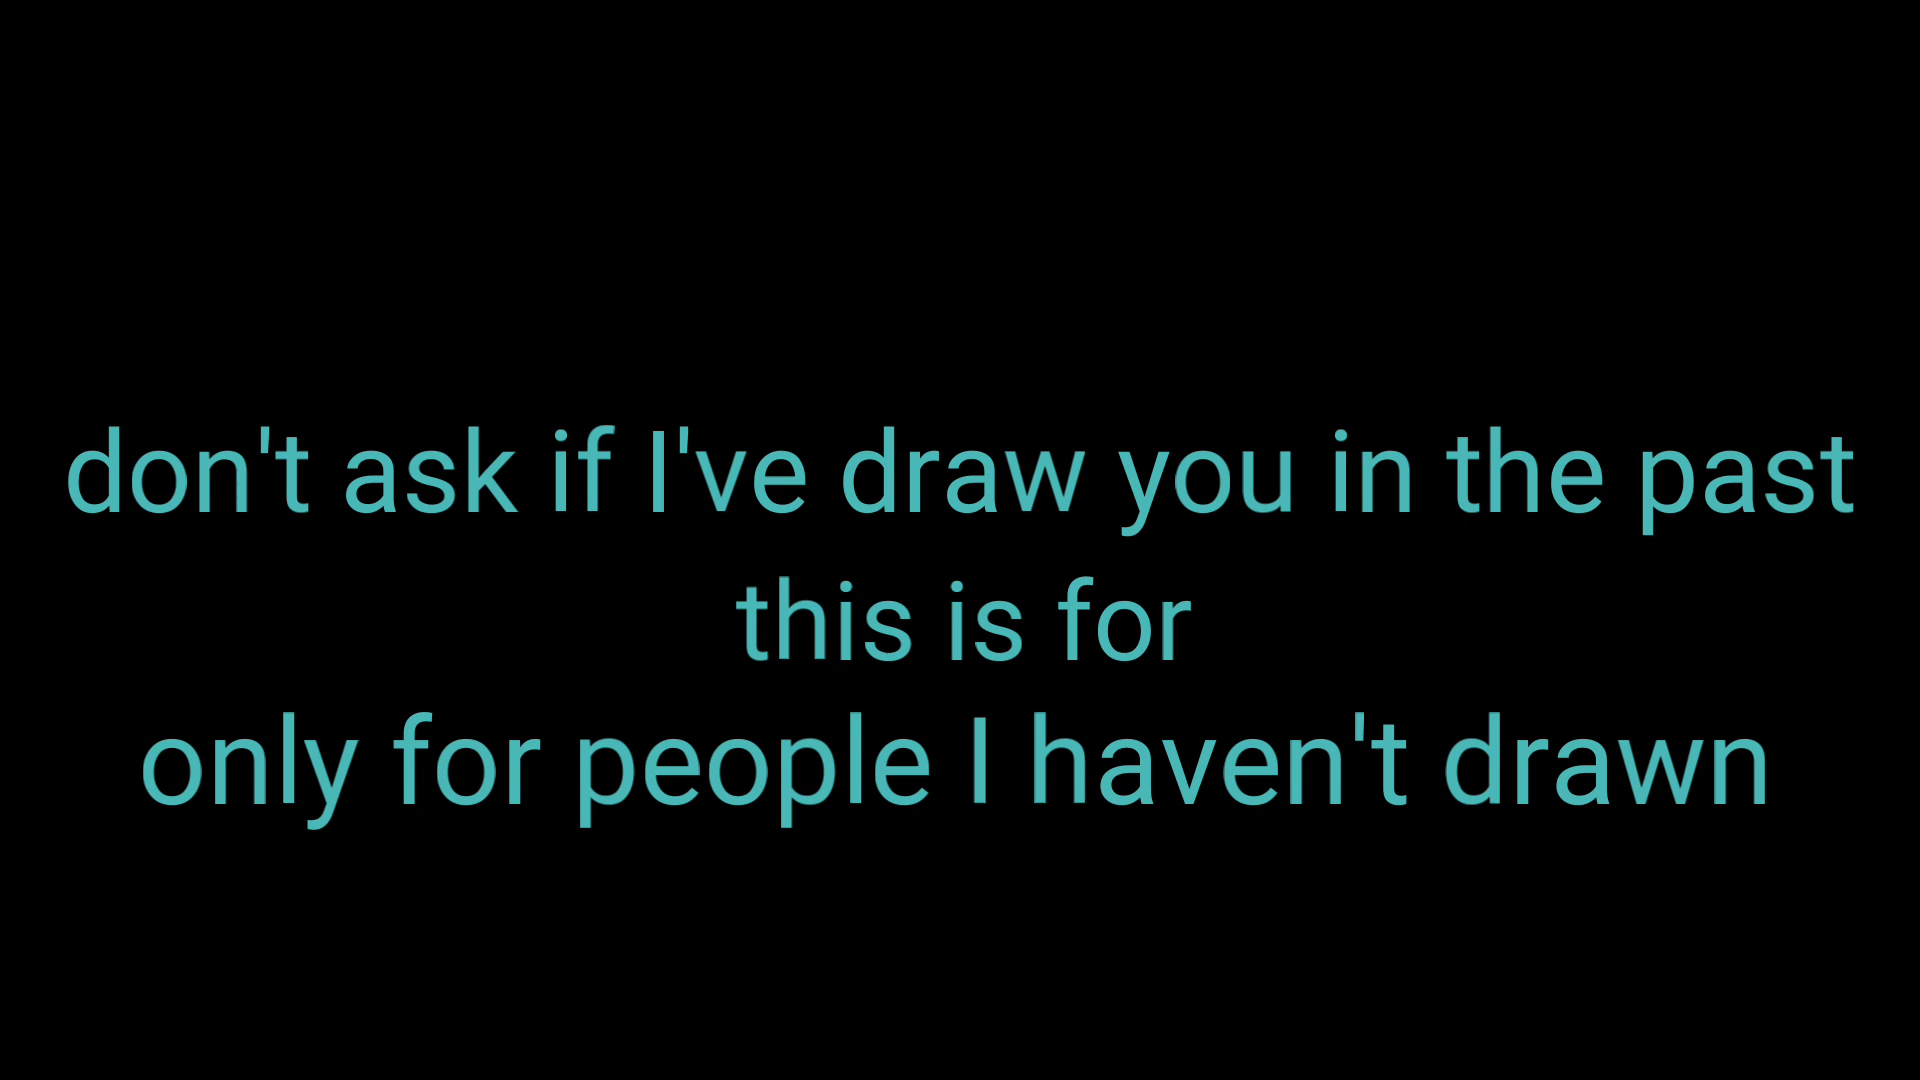 don't ask if I've draw you in the past
this is for
only for people I haven't drawn